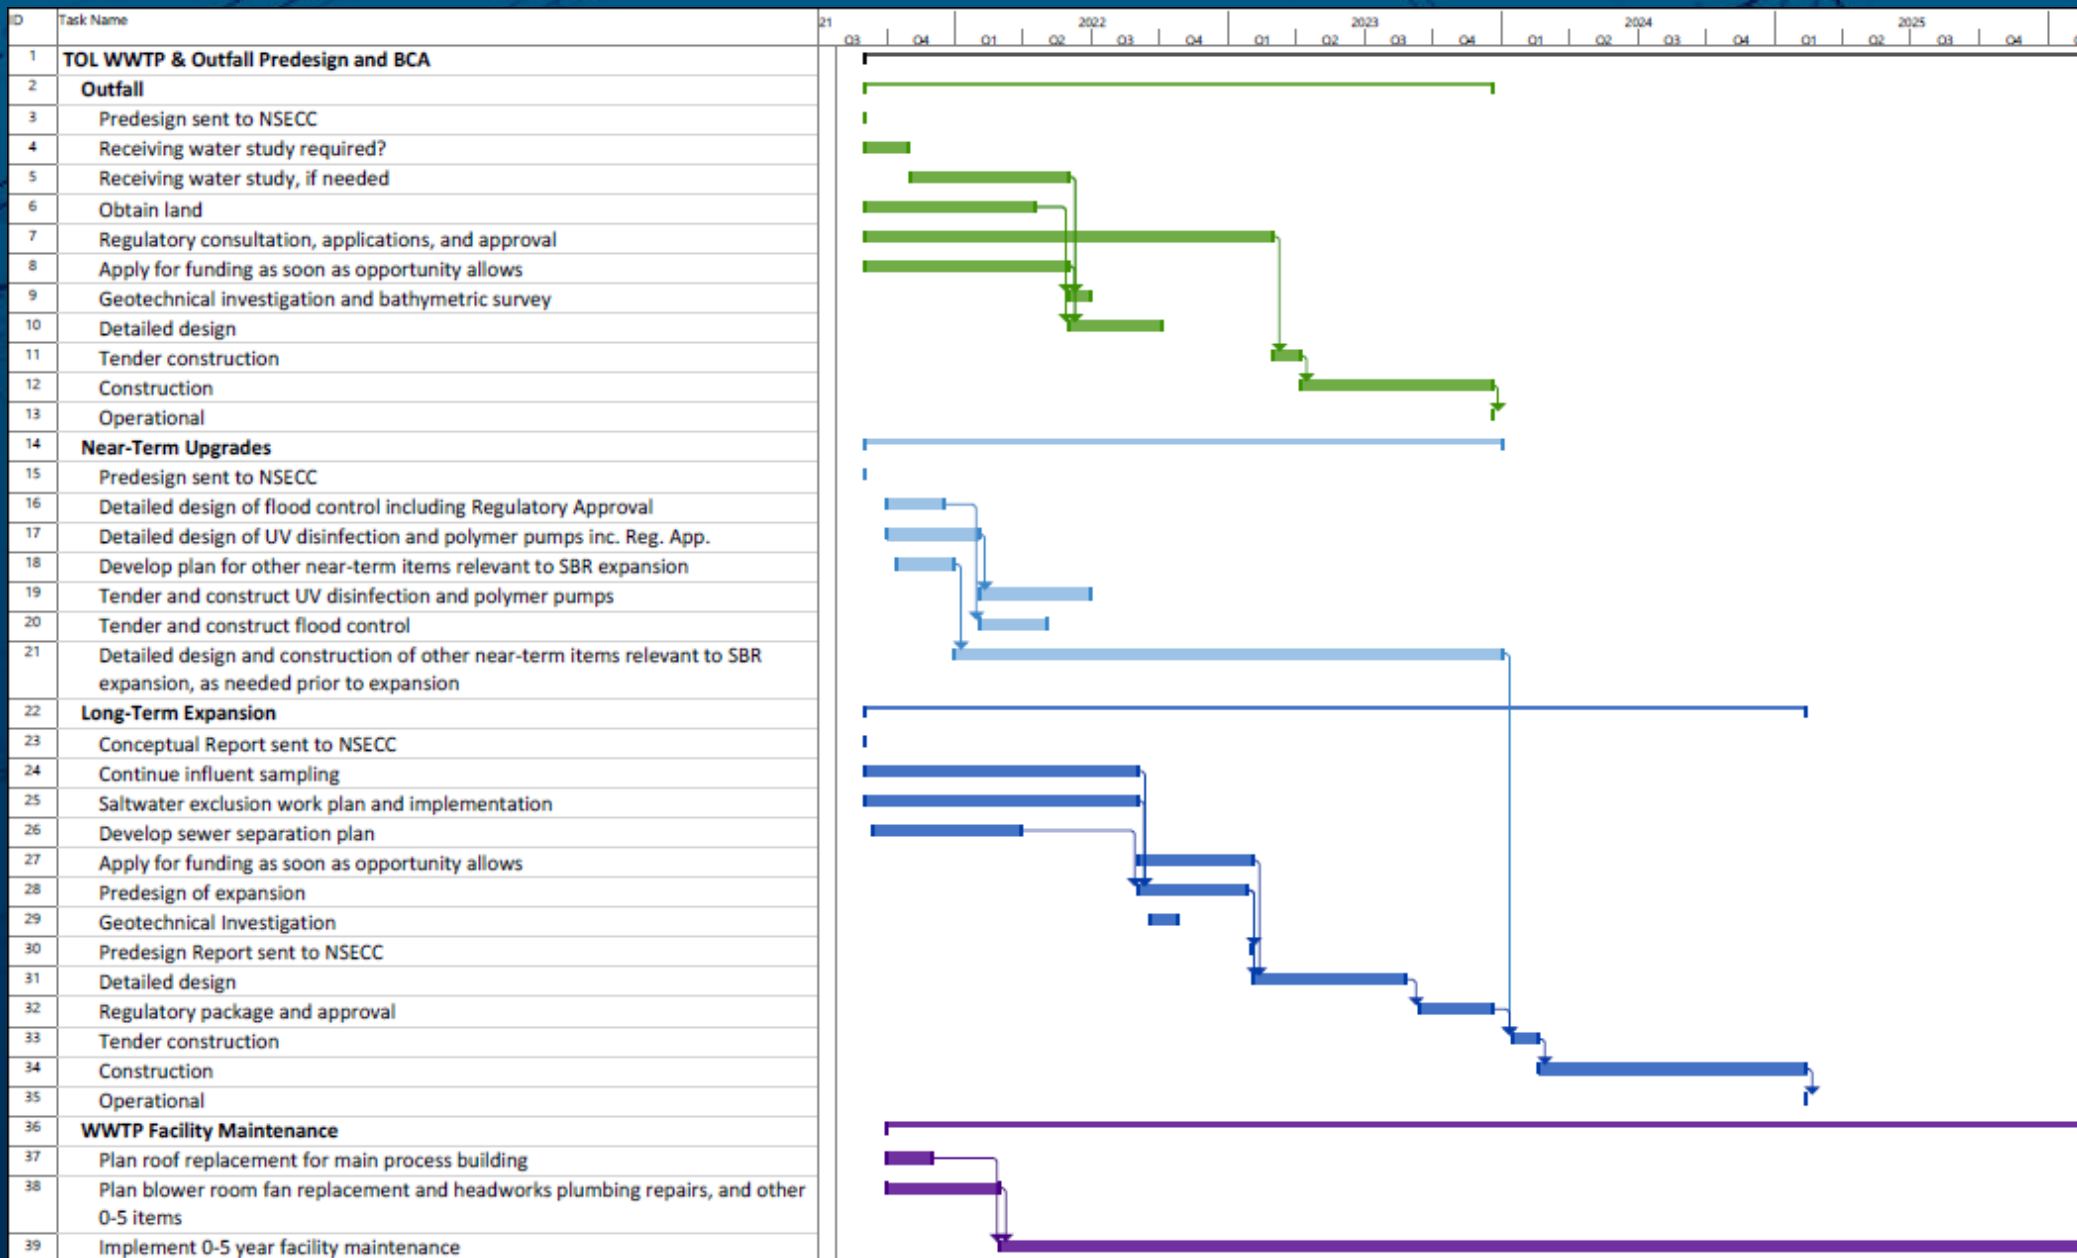 ID Task Name 21 2022 2023 2024 2025
Q3 Q4 Q1 Q2 Q3 Q4 Q1 Q2 Q3 Q4 Q1 Q2 Q3 Q4 Q1 Q2 Q3 Q4
1 TOL WWTP & Outfall Predesign and BCA
2 Outfall
3 Predesign sent to NSECC
4 Receiving water study required?
5 Receiving water study, if needed
6 Obtain land
7 Regulatory consultation, applications, and approval
8 Apply for funding as soon as opportunity allows
9 Geotechnical investigation and bathymetric survey
10 Detailed design
11 Tender construction
12 Construction
13 Operational
14 Near-Term Upgrades
15 Predesign sent to NSECC
16 Detailed design of flood control including Regulatory Approval
17 Detailed design of UV disinfection and polymer pumps inc. Reg. App.
18 Develop plan for other near-term items relevant to SBR expansion
19 Tender and construct UV disinfection and polymer pumps
20 Tender and construct flood control
21 Detailed design and construction of other near-term items relevant to SBR
expansion, as needed prior to expansion
22 Long-Term Expansion
23 Conceptual Report sent to NSECC
24 Continue influent sampling
25 Saltwater exclusion work plan and implementation
26 Develop sewer separation plan
27 Apply for funding as soon as opportunity allows
28 Predesign of expansion
29 Geotechnical Investigation
30 Predesign Report sent to NSECC
31 Detailed design
32 Regulatory package and approval
33 Tender construction
34 Construction
35 Operational
36 WWTP Facility Maintenance
37 Plan roof replacement for main process building
38 Plan blower room fan replacement and headworks plumbing repairs, and other
0-5 items
39 Implement 0-5 year facility maintenance